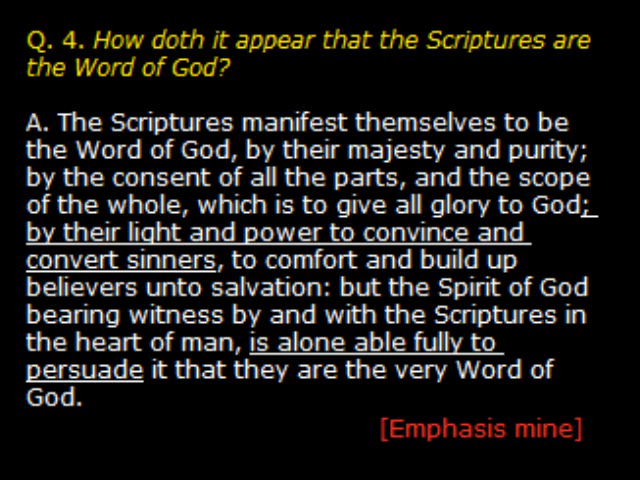 Q. 4. How doth it appear that the Scriptures are
the Word of God?
A. The Scriptures manifest themselves to be
the Word of God, by their majesty and purity;
by the consent of all the parts, and the scope
of the whole, which is to give all glory to God;
by their light and power to convince and
convert sinners, to comfort and build up
believers unto salvation: but the Spirit of God
bearing witness by and with the Scriptures in
the heart of man, is alone able fully to
persuade it that they are the very Word of
God.
[Emphasis mine]